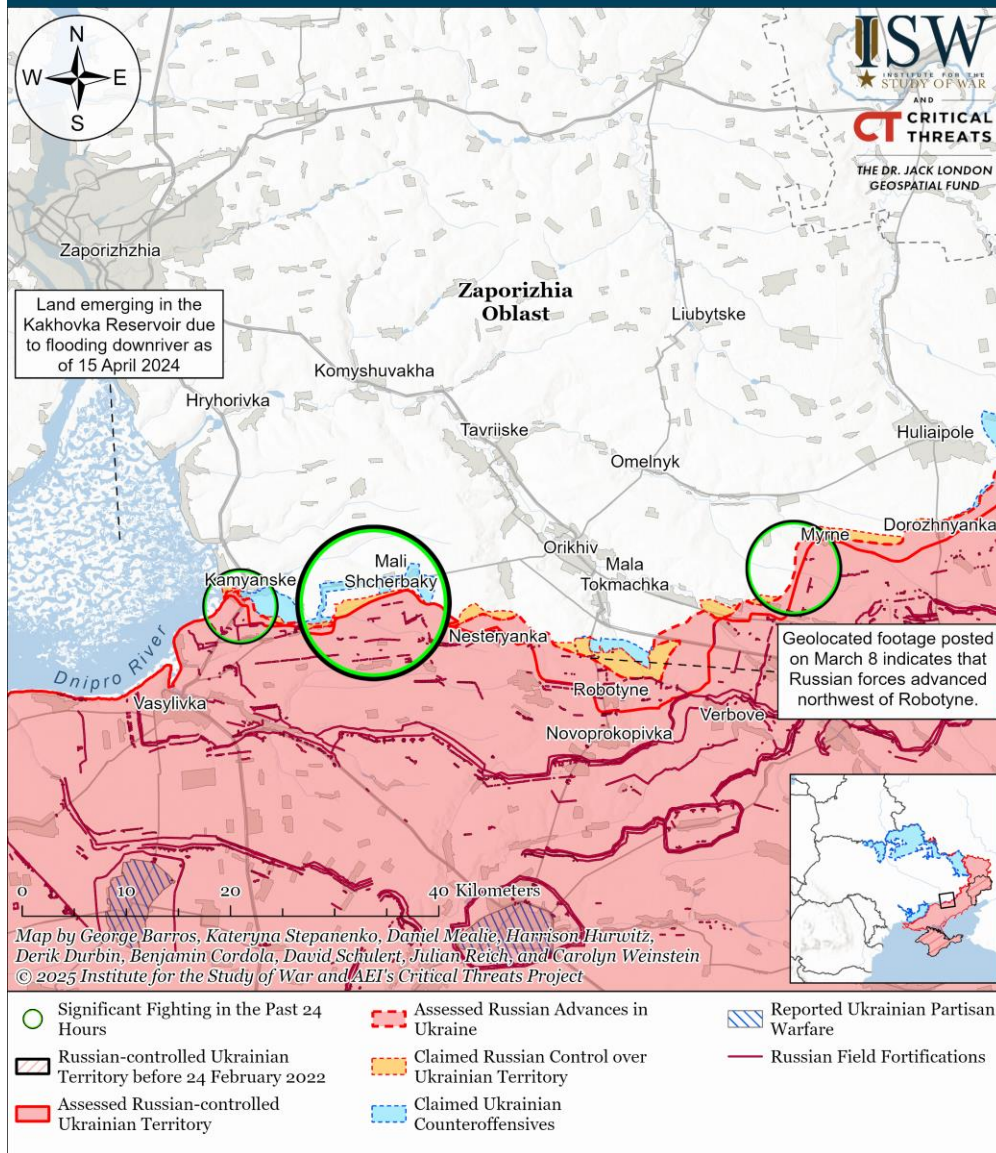 N
W
E
S
ISW
INSTITUTE FOR THE
STUDY OF WAR
AND
CT CRITICAL
THREATS
THE DR. JACK LONDON
GEOSPATIAL FUND
Zaporizhzhia
Land emerging in the
Kakhovka Reservoir due
to flooding downriver as
of 15 April 2024
Zaporizhia
Oblast
Liubytske
Komyshuvakha
Hryhorivka
Tavriiske
Huliaipole
Omelnyk
Dorozhnyanka
Myrne
Orikhiv
Mali
Shcherbaky
Mala
Tokmachka
Kamyanske
Nesteryanka
Geolocated footage posted
on March 8 indicates that
Russian forces advanced
northwest of Robotyne.
Dnipro River
Vasylivka
Robotyne
Verbove
Novoprokopivka
0 10 20 40 Kilometers
Map by George Barros, Kateryna Stepanenko, Daniel Mealie, Harrison Hurwitz,
Derik Durbin, Benjamin Cordola, David Schulert, Julian Reich, and Carolyn Weinstein
© 2025 Institute for the Study of War and AEI's Critical Threats Project
Significant Fighting in the Past 24
Hours
Russian-controlled Ukrainian
Territory before 24 February 2022
Assessed Russian-controlled
Ukrainian Territory
Assessed Russian Advances in
Ukraine
Claimed Russian Control over
Ukrainian Territory
Claimed Ukrainian
Counteroffensives
Reported Ukrainian Partisan
Warfare
Russian Field Fortifications